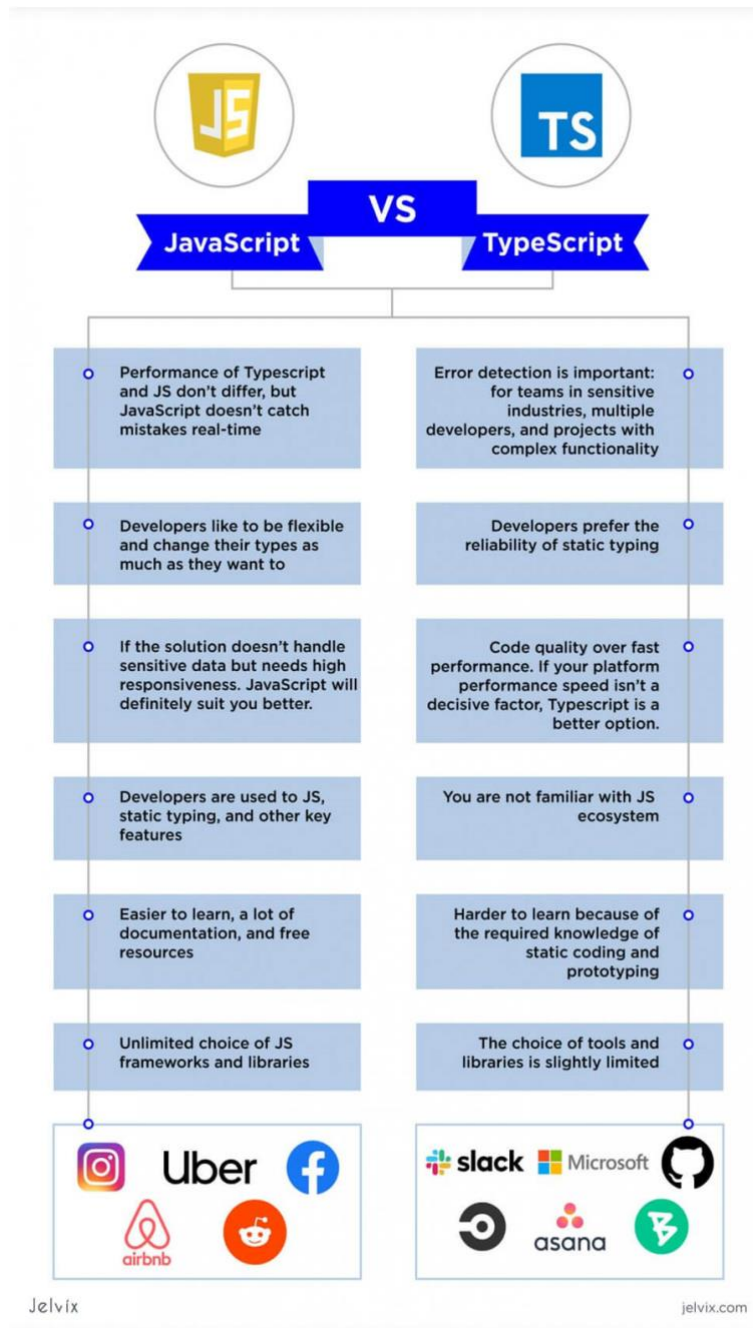 JS
TS
VS
JavaScript
TypeScript
Performance of Typescript
and JS don't differ, but
JavaScript doesn't catch
mistakes real-time
Error detection is important:
for teams in sensitive
industries, multiple
developers, and projects with
complex functionality
Developers like to be flexible
and change their types as
much as they want to
Developers prefer the
reliability of static typing
If the solution doesn't handle
sensitive data but needs high
responsiveness. JavaScript will
definitely suit you better.
Code quality over fast
performance. If your platform
performance speed isn't a
decisive factor, Typescript is a
better option.
Developers are used to JS,
static typing, and other key
features
You are not familiar with JS
ecosystem
Easier to learn, a lot of
documentation, and free
resources
Harder to learn because of
the required knowledge of
static coding and
prototyping
Unlimited choice of JS
frameworks and libraries
The choice of tools and
libraries is slightly limited
Uber
airbnb
slack
Microsoft
asana
Jelvix
jelvix.com